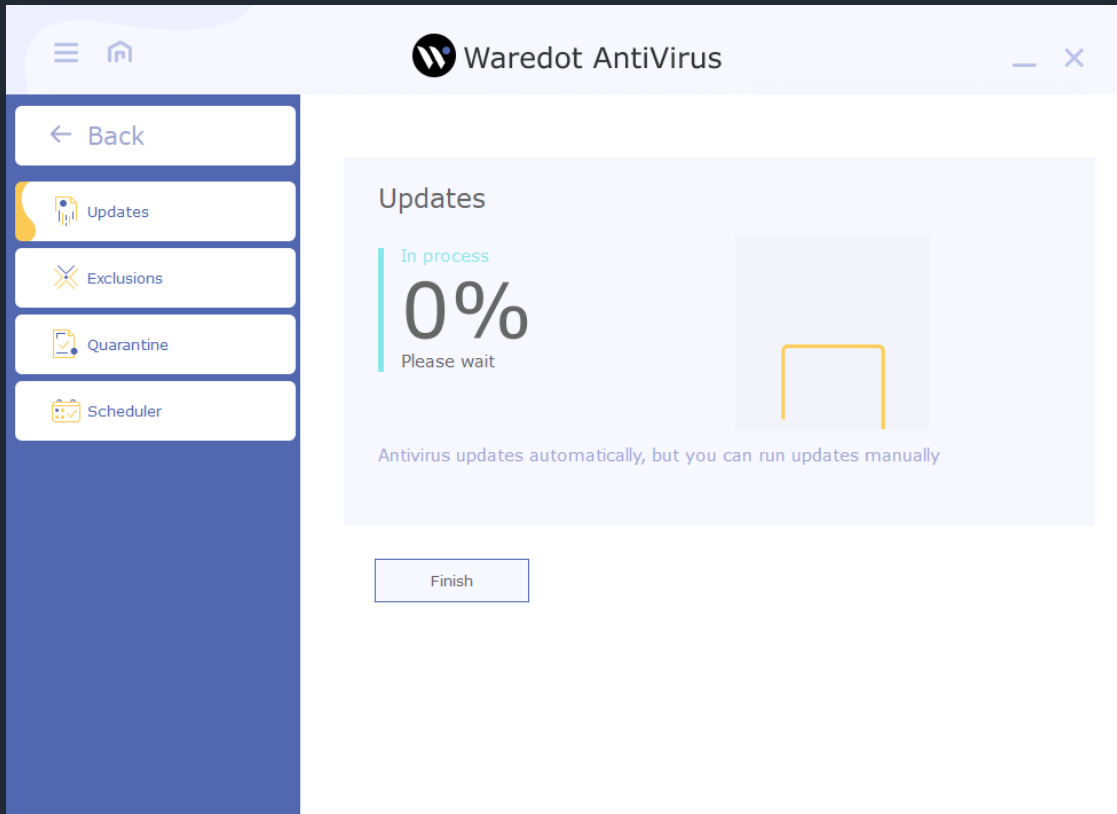 Waredot AntiVirus
Back
Updates
Exclusions
Quarantine
Scheduler
Updates
In process
0%
Please wait
Antivirus updates automatically, but you can run updates manually
Finish